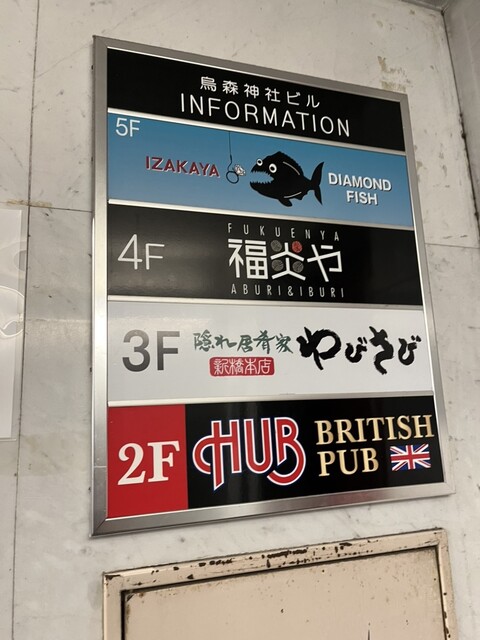 烏森神社ビル
INFORMATION
5F
IZAKAYA
DIAMOND
FISH
4F
FUKUENYA
福炎や
ABURI&IBURI
3F
隠れ居肴家
新橋本店
わびさび
2F
HUB
BRITISH
PUB